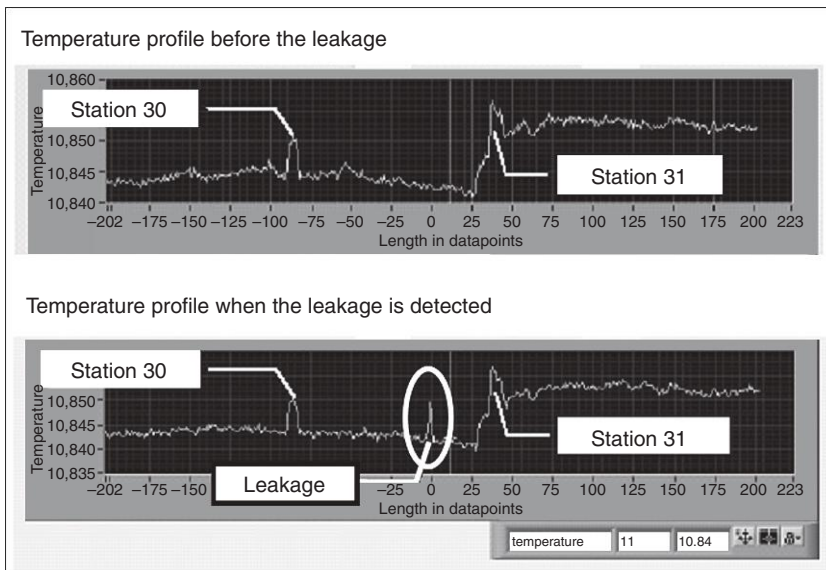 Temperature profile before the leakage
10,860
Station 30
Temperature
10,850
10,845
Station 31
10,840
–202 –175 –150 –125 –100 –75 –50 –25 0 25 50 75 100 125 150 175 200 223
Length in datapoints
Temperature profile when the leakage is detected
Station 30
Temperature
10,850
10,845
Station 31
10,840
10,835
Leakage
–202 –175 –150 –25 0 25 50 75 100 125 150 175 200 223
Length in datapoints
temperature 11 10.84